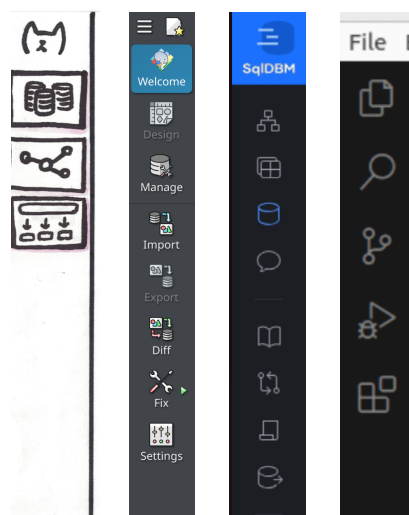 Welcome
Design
Manage
Import
Export
Diff
Fix
Settings
SqlDBM
File